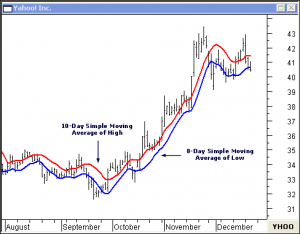 Yahoo! Inc.
43
42
41
40
39
38
37
36
35
34
33
32
31
10-Day Simple Moving
Average of High
8-Day Simple Moving
Average of Low
August
September
October
November
December
YHOO